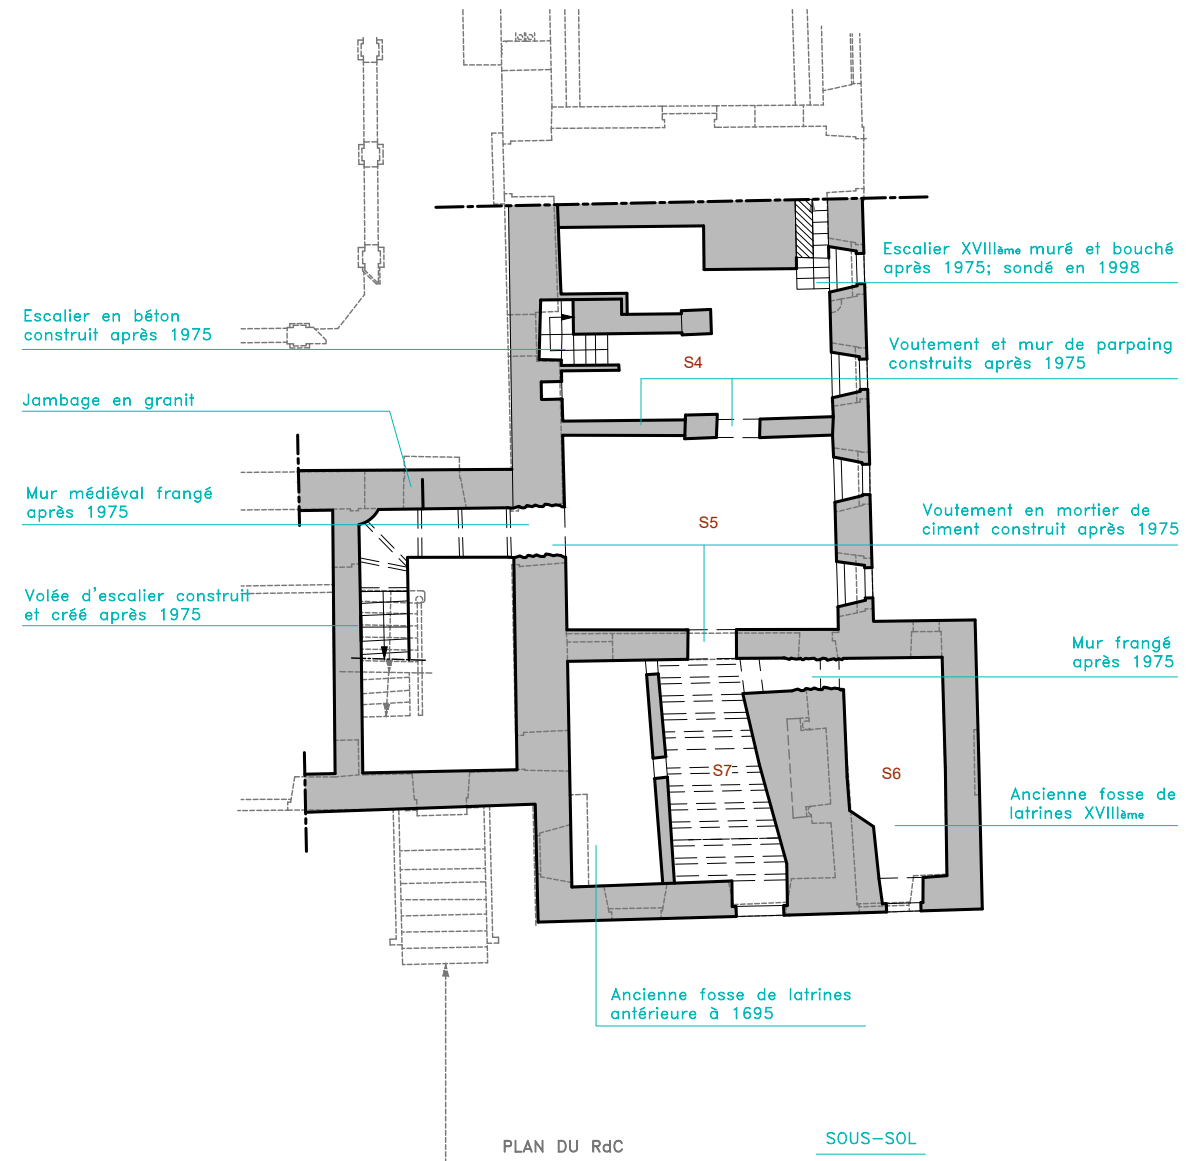 Escalier XVIIIème muré et bouché
après 1975; sondé en 1998
Escalier en béton
construit après 1975
Voutement et mur de parpaing
construits après 1975
S4
Jambage en granit
Mur médiéval frangé
après 1975
Voutement en mortier de
ciment construit après 1975
S5
Volée d'escalier construit
et créé après 1975
Mur frangé
après 1975
S7
S6
Ancienne fosse de
latrines XVIIIème
Ancienne fosse de latrines
antérieure à 1695
PLAN DU RdC
SOUS-SOL